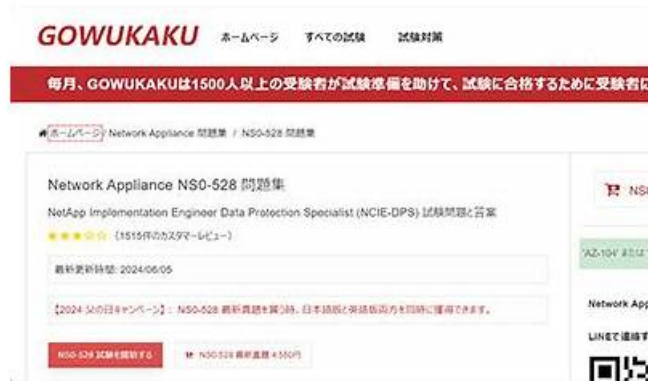 GOWUKAKU ホームページ すべての試験 試験対策
毎月、GOWUKAKUは1500人以上の受験者が試験準備を助けて、試験に合格するために受験者に
ホームページ/ Network Appliance 問題集 / NS0-528 問題集
Network Appliance NS0-528 問題集
NetApp Implementation Engineer Data Protection Specialist (NCIE-DPS) 試験問題と答案
(1515件のカスタマーレビュー)
最新更新時間: 2024/06/05
【2024 父の日キャンペーン】: NS0-528 最新真題を買う時、日本語版と英語版両方を同時に獲得できます。
NS0-528 試験を開始する NS0-528 最新真題 4,550円
NS0
'AZ-104' または
Network App
LINEで連絡す